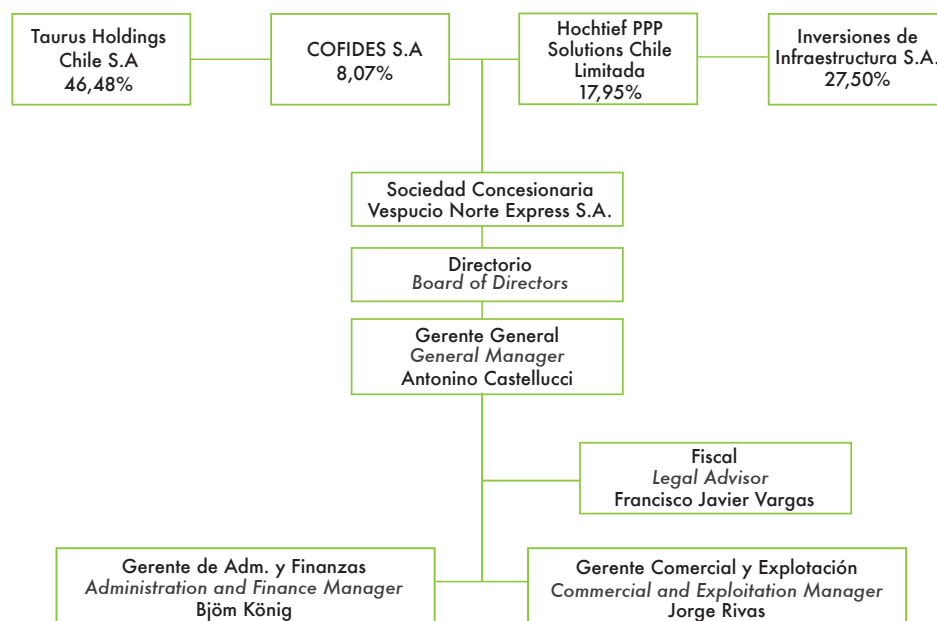 Taurus Holdings
Chile S.A
46,48%
COFIDES S.A
8,07%
Hochtief PPP
Solutions Chile
Limitada
17,95%
Inversiones de
Infraestructura S.A.
27,50%
Sociedad Concesionaria
Vespucio Norte Express S.A.
Directorio
Board of Directors
Gerente General
General Manager
Antonino Castellucci
Fiscal
Legal Advisor
Francisco Javier Vargas
Gerente de Adm. y Finanzas
Administration and Finance Manager
Bjöm König
Gerente Comercial y Explotación
Commercial and Exploitation Manager
Jorge Rivas